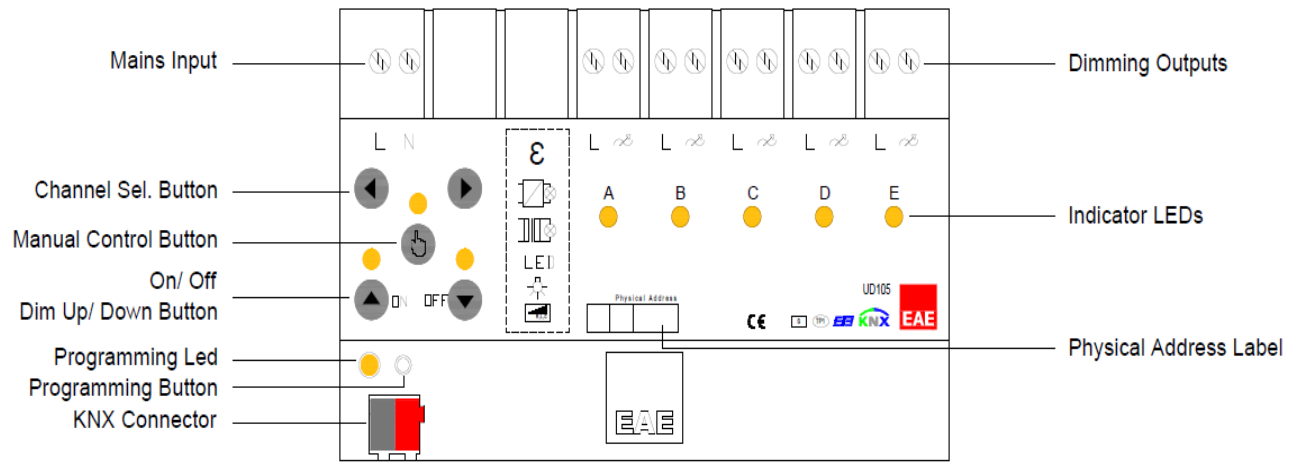 Mains Input
Dimming Outputs
L N
L L L L L
Channel Sel. Button
A B C D E
Indicator LEDs
Manual Control Button
LED
On/ Off
Dim Up/ Down Button
ON OFF
Physical Address
UD105
CE S TP1 KNX EAE
Physical Address Label
Programming Led
Programming Button
KNX Connector
EAE